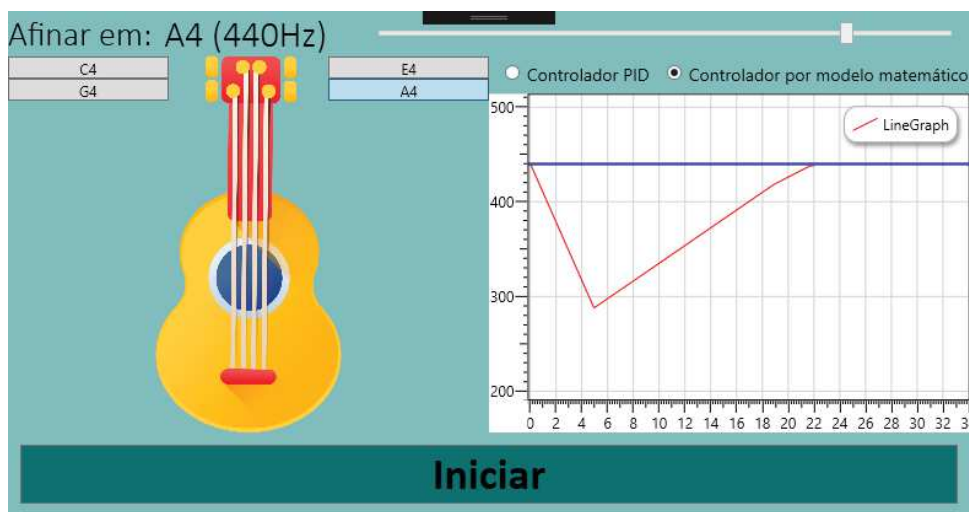 Afinar em: A4 (440Hz)
C4
G4
E4
A4
Controlador PID
Controlador por modelo matemático
LineGraph
500
400
300
200
0 2 4 6 8 10 12 14 16 18 20 22 24 26 28 30 32
Iniciar